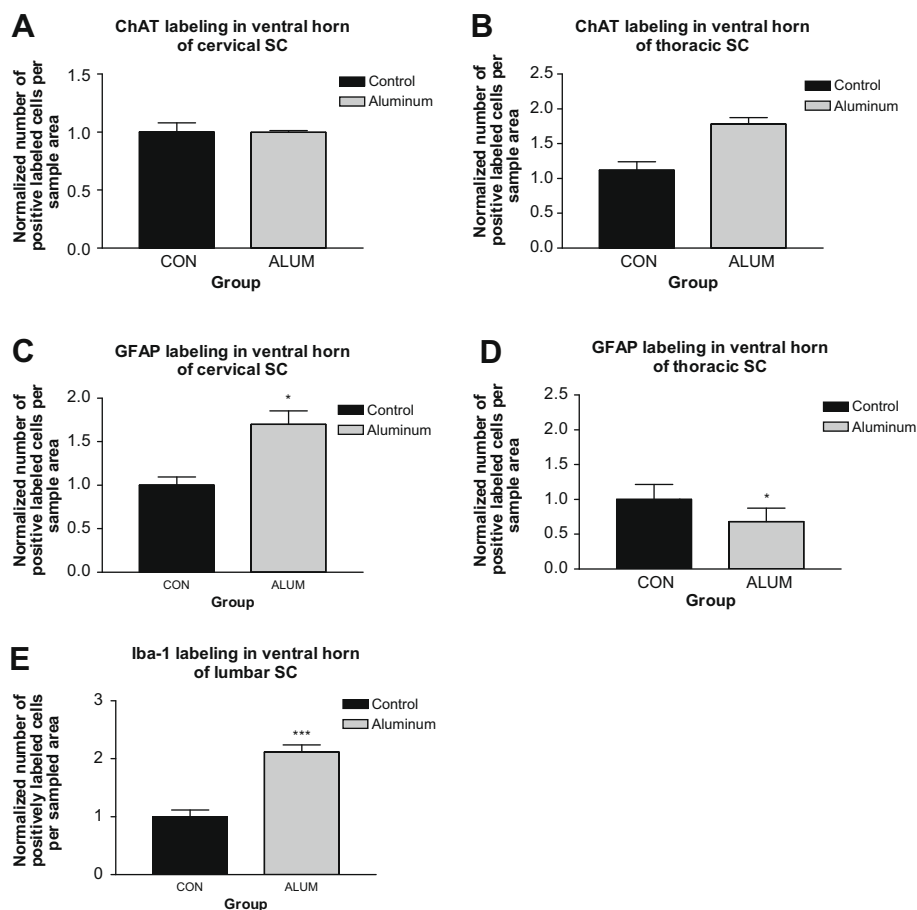 A
ChAT labeling in ventral horn
of cervical SC
Normalized number of
positive labeled cells per
sample area
1.5
1.0
0.5
0.0
CON
ALUM
Group
Control
Aluminum
B
ChAT labeling in ventral horn
of thoracic SC
Normalized number of
positive labeled cells per
sample area
2.5
2.0
1.5
1.0
0.5
0.0
CON
ALUM
Group
Control
Aluminum
C
GFAP labeling in ventral horn
of cervical SC
Normalized number of
positive labeled cells per
sample area
2.0
1.5
1.0
0.5
0.0
*
CON
ALUM
Group
Control
Aluminum
D
GFAP labeling in ventral horn
of thoracic SC
Normalized number of
positive labeled cells per
sample area
2.5
2.0
1.5
1.0
0.5
0.0
*
CON
ALUM
Group
Control
Aluminum
E
Iba-1 labeling in ventral horn
of lumbar SC
Normalized number of
positively labeled cells
per sampled area
3
2
1
0
***
CON
ALUM
Group
Control
Aluminum